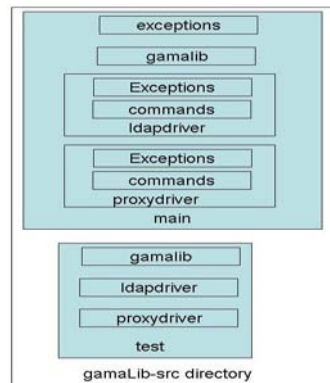 exceptions
gamalib
Exceptions
commands
ldapdriver
Exceptions
commands
proxydriver
main
gamalib
ldapdriver
proxydriver
test
gamaLib-src directory